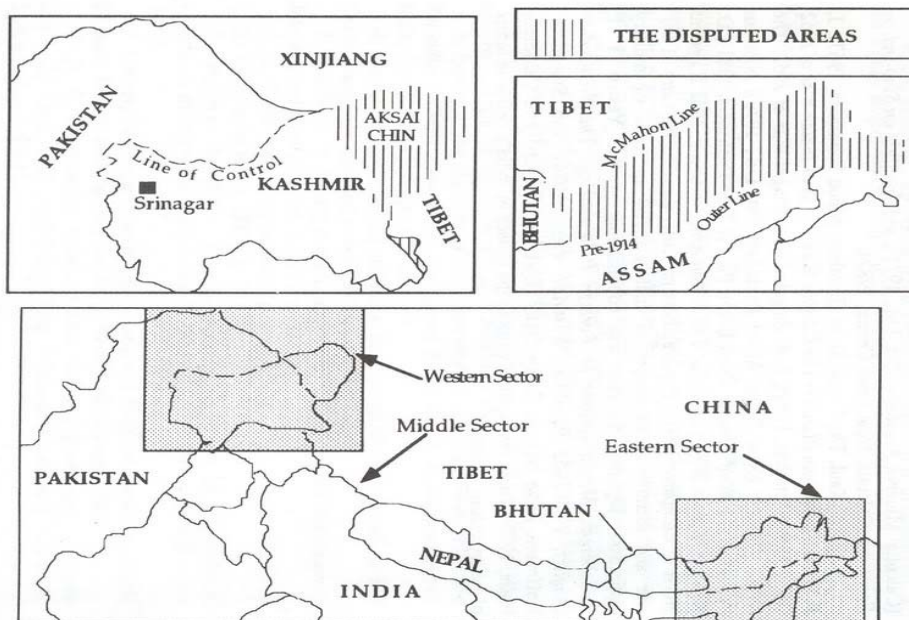 XINJIANG
PAKISTAN
AKSAI
CHIN
Line of Control
KASHMIR
Srinagar
TIBET
THE DISPUTED AREAS
TIBET
McMahon Line
BHUTAN
Outer Line
Pre-1914
ASSAM
Western Sector
CHINA
Middle Sector
Eastern Sector
PAKISTAN
TIBET
BHUTAN
NEPAL
INDIA